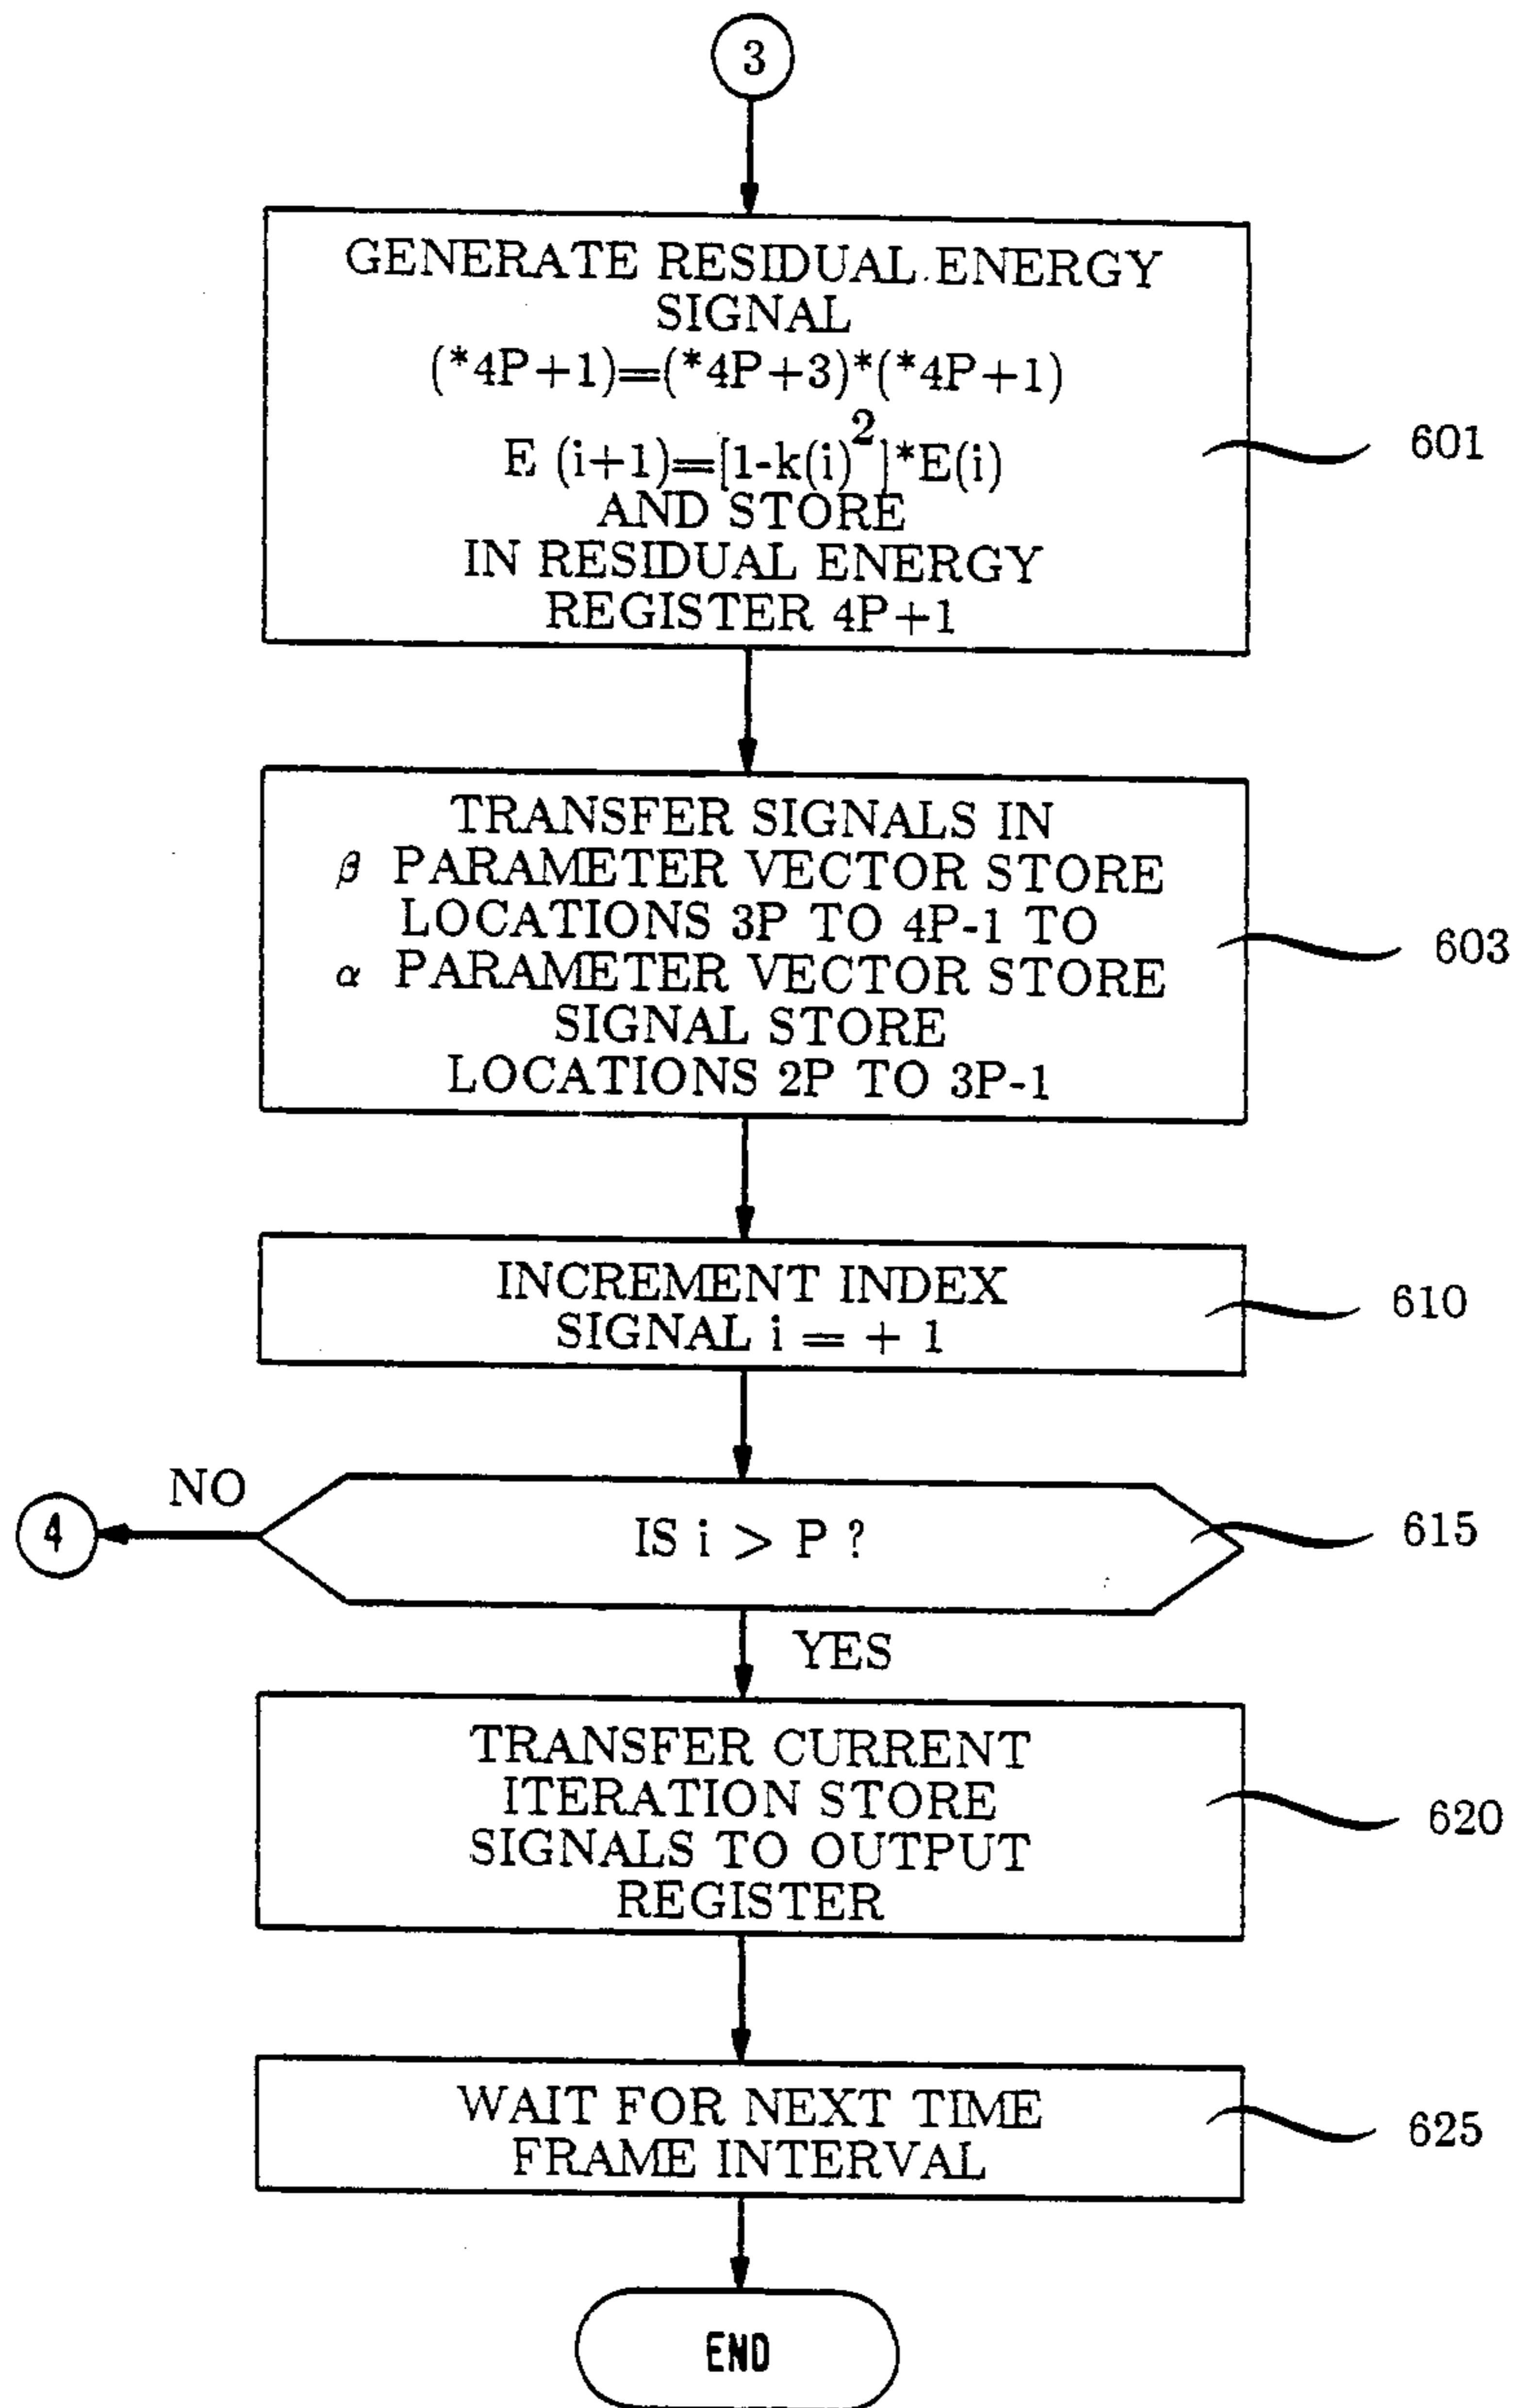 3
GENERATE RESIDUAL ENERGY
SIGNAL
(*4P+1)=(*4P+3)*(*4P+1)
E (i+1)=[1-k(i)²]*E(i)
AND STORE
IN RESIDUAL ENERGY
REGISTER 4P+1
601
TRANSFER SIGNALS IN
β PARAMETER VECTOR STORE
LOCATIONS 3P TO 4P-1 TO
α PARAMETER VECTOR STORE
SIGNAL STORE
LOCATIONS 2P TO 3P-1
603
INCREMENT INDEX
SIGNAL i = + 1
610
NO
4
IS i > P ?
615
YES
TRANSFER CURRENT
ITERATION STORE
SIGNALS TO OUTPUT
REGISTER
620
WAIT FOR NEXT TIME
FRAME INTERVAL
625
END